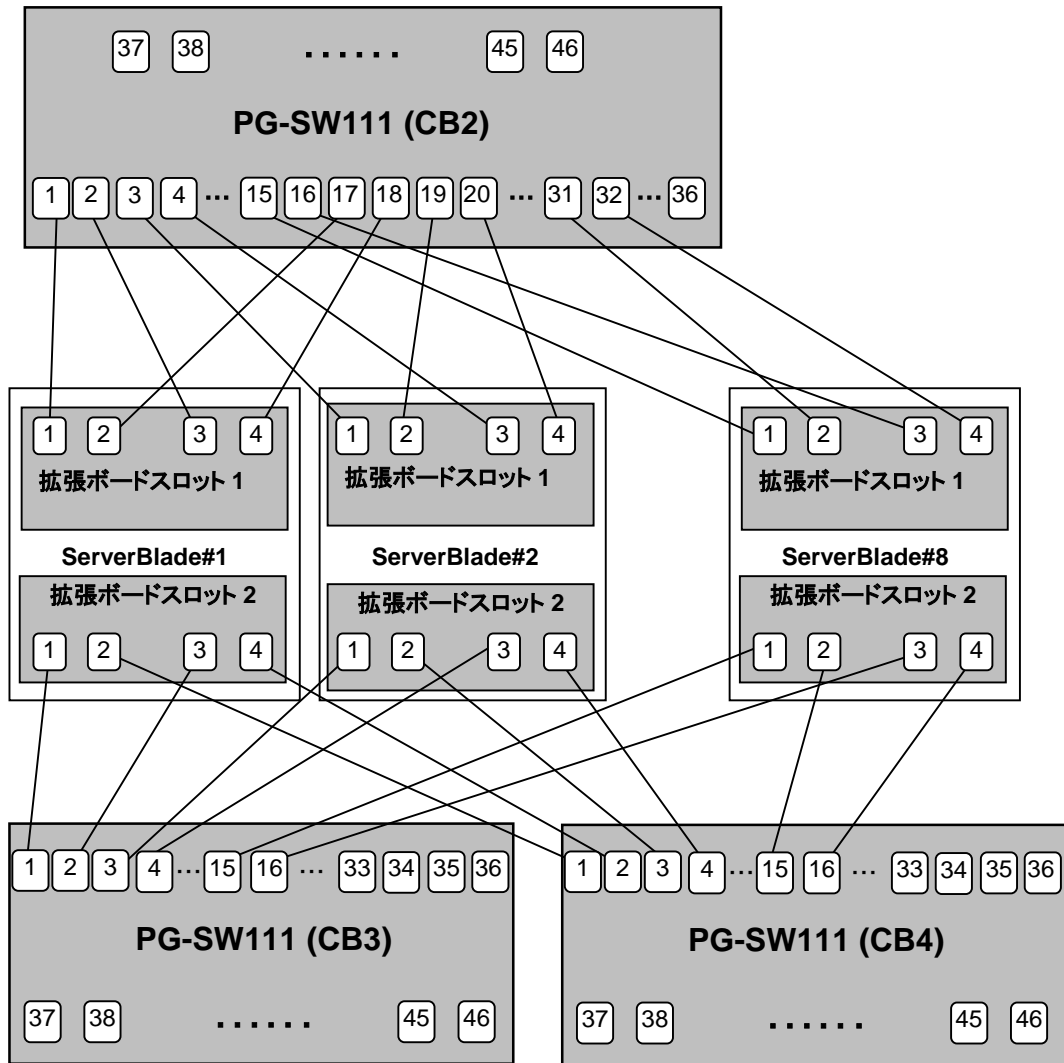 37 38 ...... 45 46
PG-SW111 (CB2)
1 2 3 4 ... 15 16 17 18 19 20 ... 31 32 ... 36
1 2 3 4
拡張ボードスロット 1
1 2 3 4
拡張ボードスロット 1
1 2 3 4
拡張ボードスロット 1
ServerBlade#1
ServerBlade#2
ServerBlade#8
拡張ボードスロット 2
1 2 3 4
拡張ボードスロット 2
1 2 3 4
拡張ボードスロット 2
1 2 3 4
1 2 3 4 ... 15 16 ... 33 34 35 36
PG-SW111 (CB3)
37 38 ...... 45 46
1 2 3 4 ... 15 16 ... 33 34 35 36
PG-SW111 (CB4)
37 38 ...... 45 46